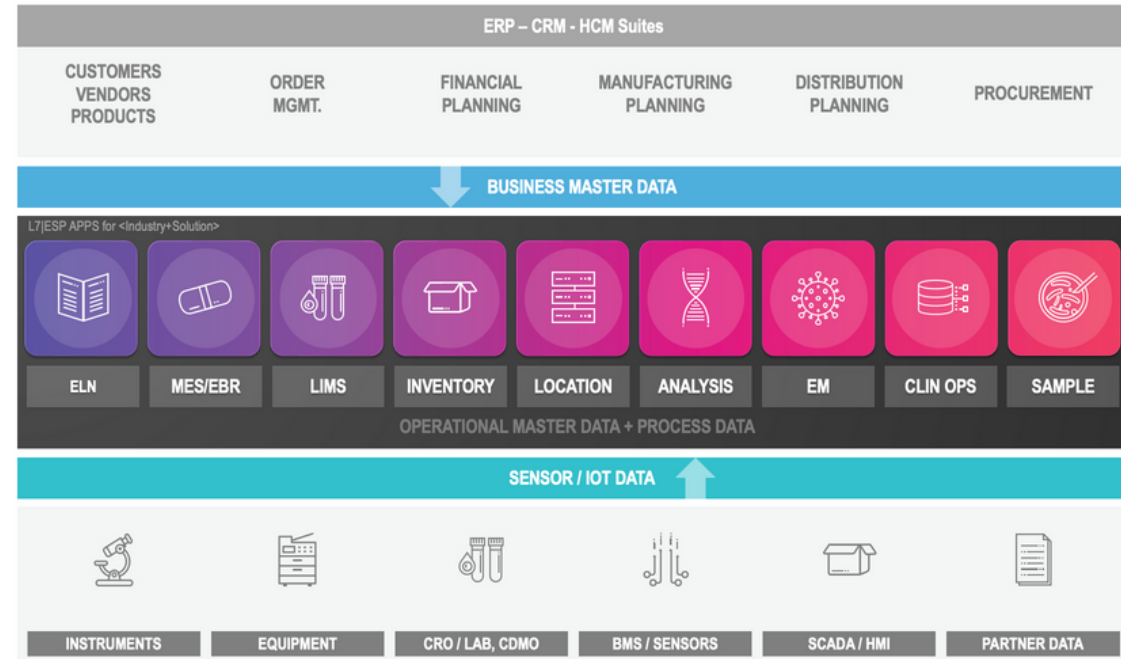 ERP – CRM - HCM Suites
CUSTOMERS
VENDORS
PRODUCTS
ORDER
MGMT.
FINANCIAL
PLANNING
MANUFACTURING
PLANNING
DISTRIBUTION
PLANNING
PROCUREMENT
BUSINESS MASTER DATA
L7|ESP APPS for <Industry+Solution>
ELN
MES/EBR
LIMS
INVENTORY
LOCATION
ANALYSIS
EM
CLIN OPS
SAMPLE
OPERATIONAL MASTER DATA + PROCESS DATA
SENSOR / IOT DATA
INSTRUMENTS
EQUIPMENT
CRO / LAB, CDMO
BMS / SENSORS
SCADA / HMI
PARTNER DATA